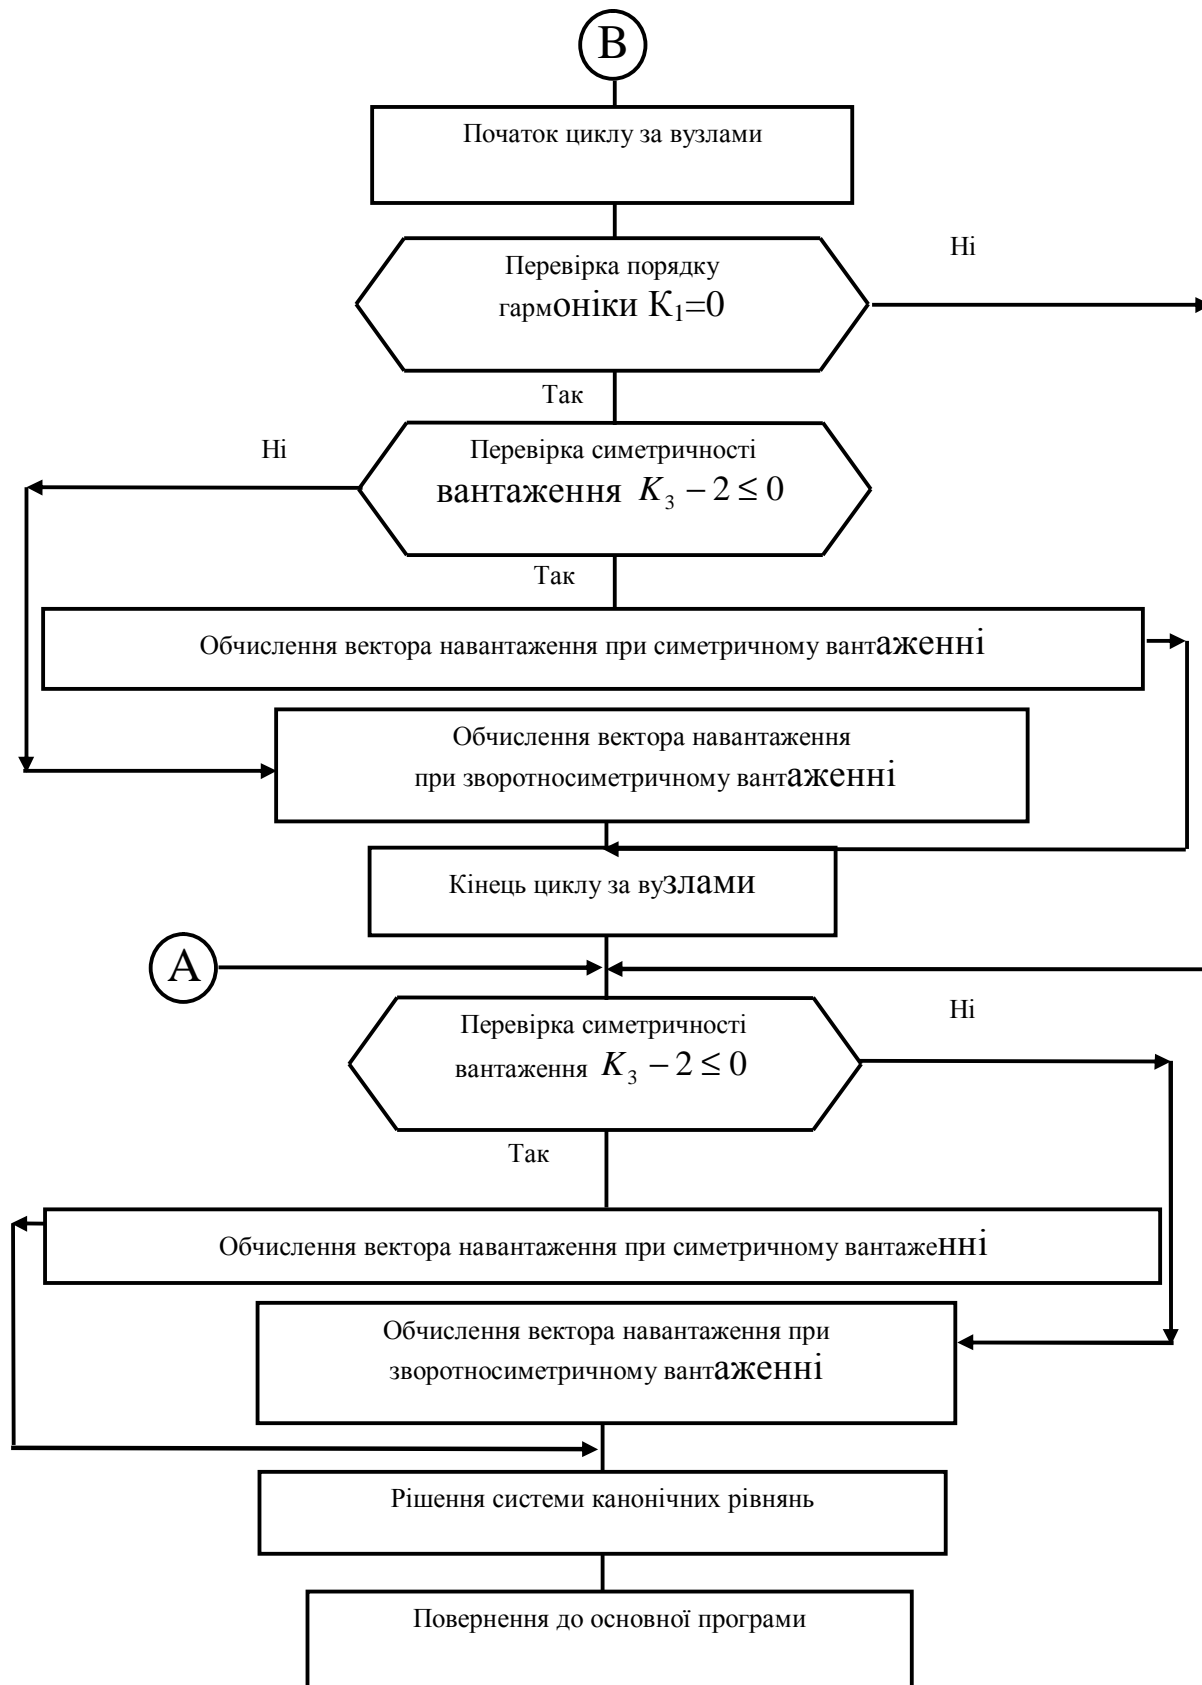 В
Початок циклу за вузлами
Ні
Перевірка порядку
гармоніки К₁=0
Так
Ні
Перевірка симетричності
вантаження K₃ − 2 ≤ 0
Так
Обчислення вектора навантаження при симетричному вантаженні
Обчислення вектора навантаження
при зворотносиметричному вантаженні
Кінець циклу за вузлами
А
Ні
Перевірка симетричності
вантаження K₃ − 2 ≤ 0
Так
Обчислення вектора навантаження при симетричному вантаженні
Обчислення вектора навантаження при
зворотносиметричному вантаженні
Рішення системи канонічних рівнянь
Повернення до основної програми